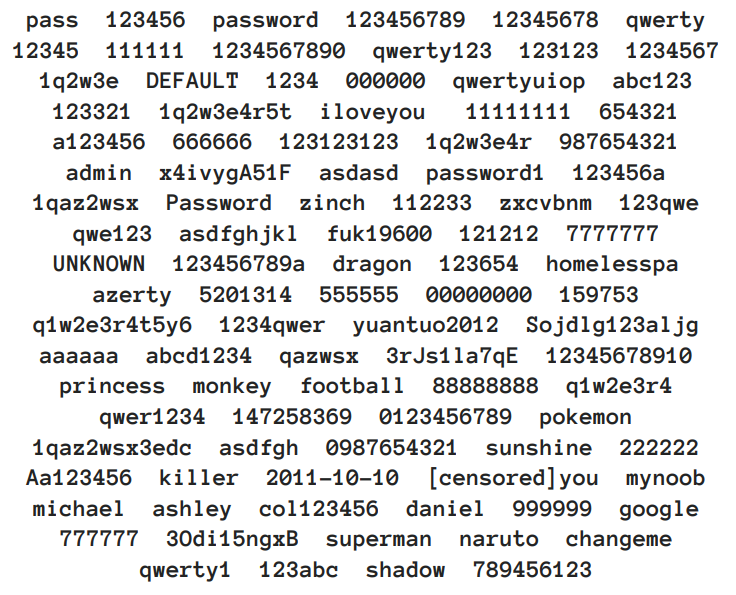 pass 123456 password 123456789 12345678 qwerty
12345 111111 1234567890 qwerty123 123123 1234567
1q2w3e DEFAULT 1234 000000 qwertyuiop abc123
123321 1q2w3e4r5t iloveyou 11111111 654321
a123456 666666 123123123 1q2w3e4r 987654321
admin x4ivygA51F asdasd password1 123456a
1qaz2wsx Password zinch 112233 zxcvbnm 123qwe
qwe123 asdfghjkl fuk19600 121212 7777777
UNKNOWN 123456789a dragon 123654 homelesspa
azerty 5201314 555555 00000000 159753
q1w2e3r4t5y6 1234qwer yuantuo2012 Sojdlg123aljg
aaaaaa abcd1234 qazwsx 3rJs1la7qE 12345678910
princess monkey football 88888888 q1w2e3r4
qwer1234 147258369 0123456789 pokemon
1qaz2wsx3edc asdfgh 0987654321 sunshine 222222
Aa123456 killer 2011-10-10 [censored]you mynoob
michael ashley col123456 daniel 999999 google
777777 3Odi15ngxB superman naruto changeme
qwerty1 123abc shadow 789456123